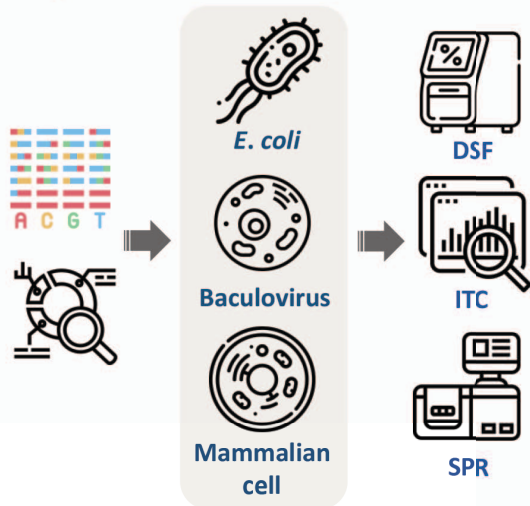 A C G T
E. coli
Baculovirus
Mammalian
cell
DSF
ITC
SPR